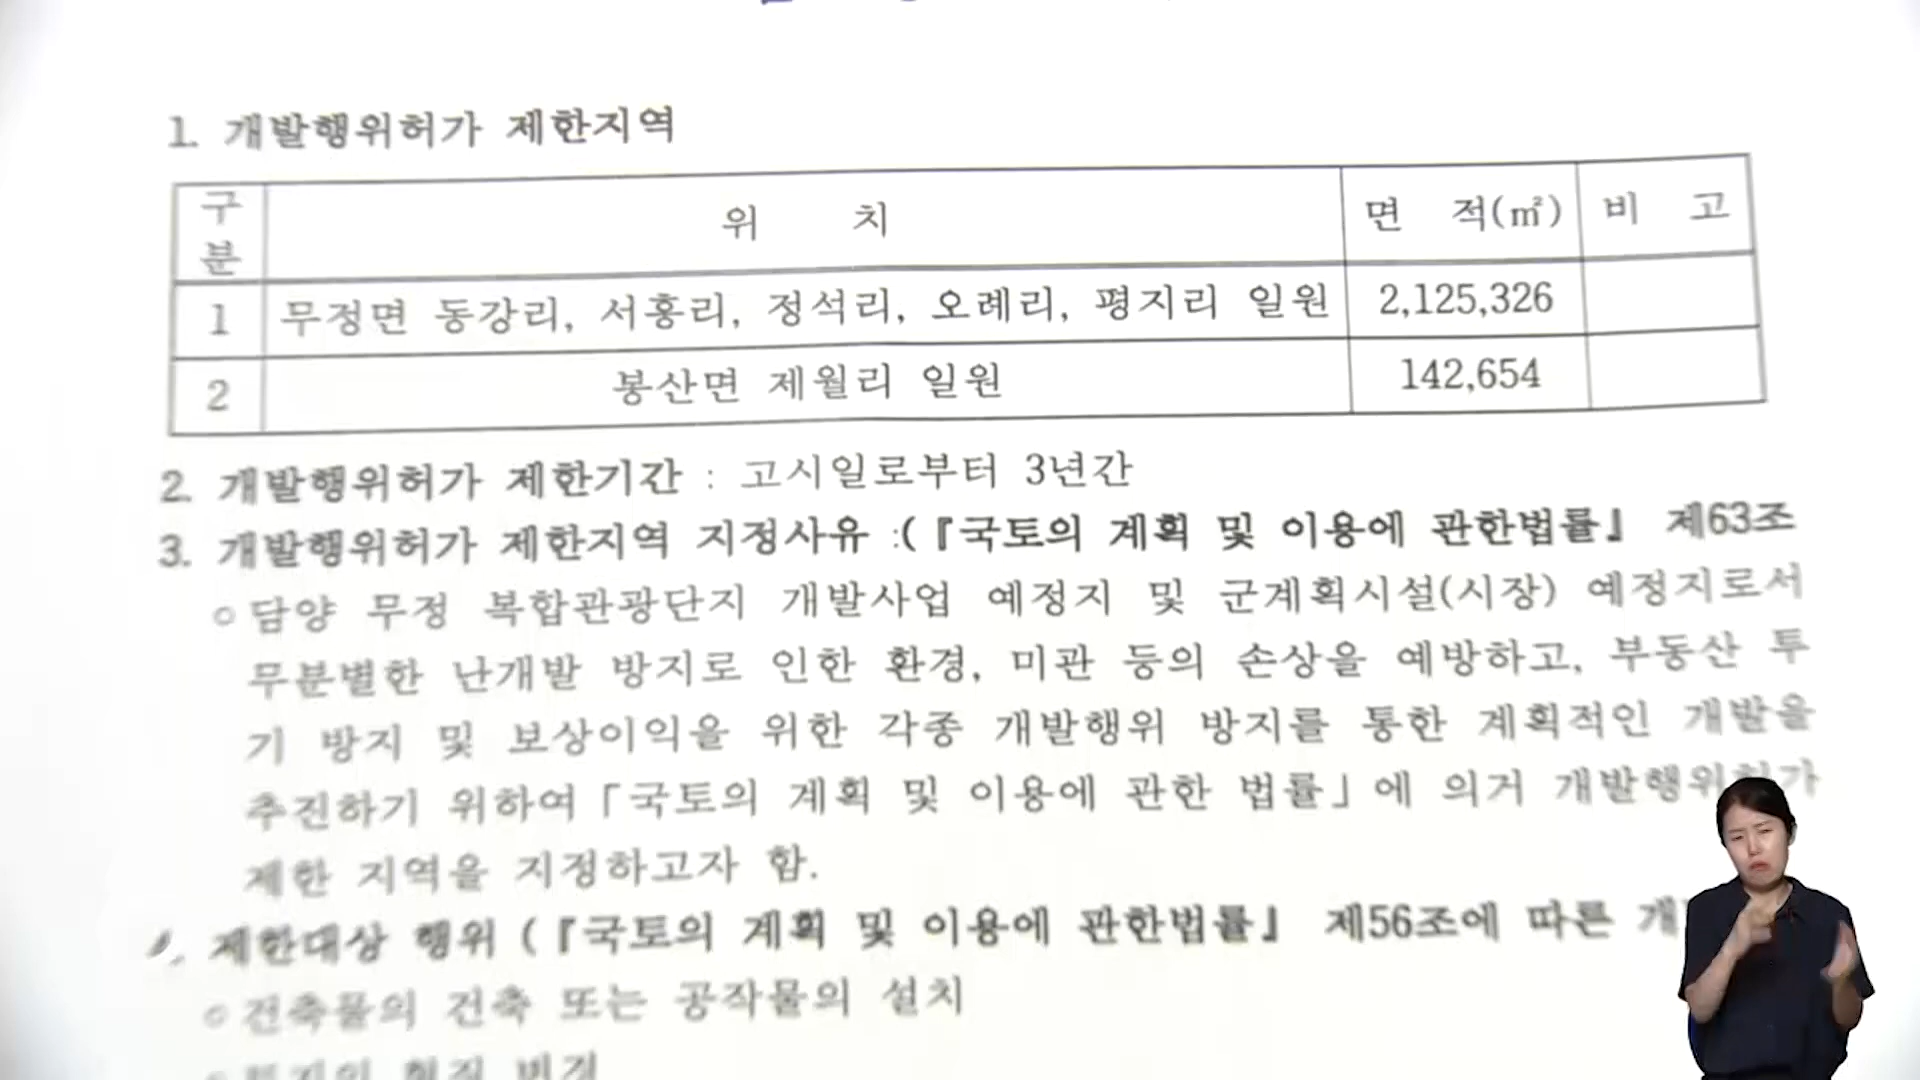 1. 개발행위허가 제한지역
구분 위 치 면 적(㎡) 비 고
1 무정면 동강리, 서흥리, 정석리, 오례리, 평지리 일원 2,125,326
2 봉산면 제월리 일원 142,654
2. 개발행위허가 제한기간 : 고시일로부터 3년간
3. 개발행위허가 제한지역 지정사유 :(『국토의 계획 및 이용에 관한법률』 제63조
○ 담양 무정 복합관광단지 개발사업 예정지 및 군계획시설(시장) 예정지로서
무분별한 난개발 방지로 인한 환경, 미관 등의 손상을 예방하고, 부동산 투
기 방지 및 보상이익을 위한 각종 개발행위 방지를 통한 계획적인 개발을
추진하기 위하여 「국토의 계획 및 이용에 관한 법률」에 의거 개발행위허가
제한 지역을 지정하고자 함.
제한대상 행위 (『국토의 계획 및 이용에 관한법률』 제56조에 따른 개
○ 건축물의 건축 또는 공작물의 설치